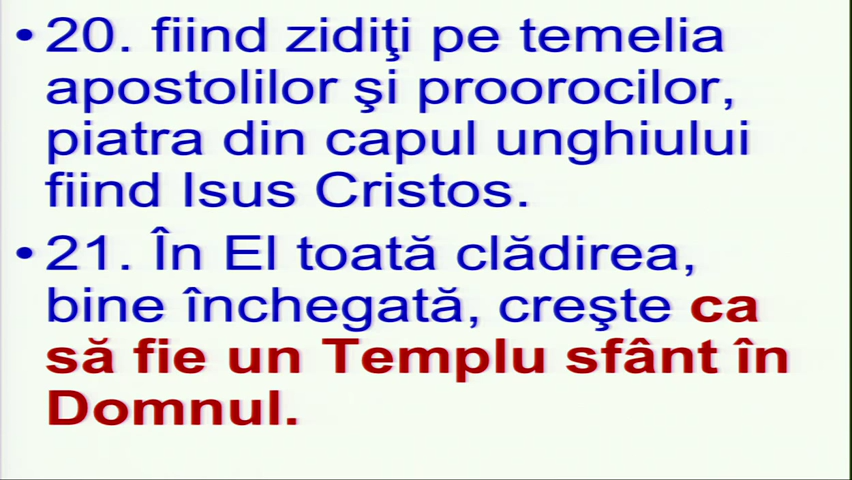 • 20. fiind zidiţi pe temelia
apostolilor şi proorocilor,
piatra din capul unghiului
fiind Isus Cristos.
• 21. În El toată clădirea,
bine închegată, creşte ca
să fie un Templu sfânt în
Domnul.